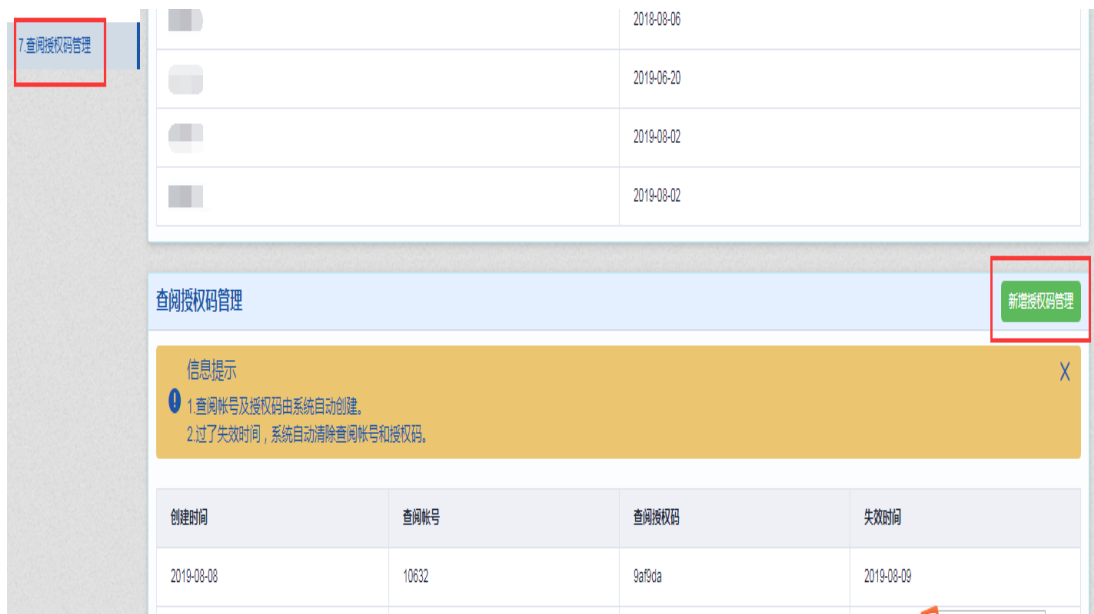 7.查阅授权码管理
2018-08-06
2019-06-20
2019-08-02
2019-08-02
查阅授权码管理
新增授权码管理
信息提示
1.查阅帐号及授权码由系统自动创建。
2.过了失效时间，系统自动清除查阅帐号和授权码。
创建时间 查阅帐号 查阅授权码 失效时间
2019-08-08 10632 9af9da 2019-08-09